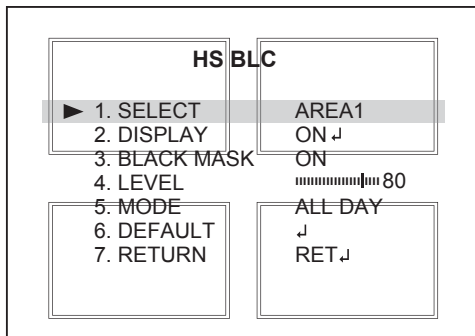 HS BLC
► 1. SELECT AREA1
2. DISPLAY ON↵
3. BLACK MASK ON
4. LEVEL 80
5. MODE ALL DAY
6. DEFAULT ↵
7. RETURN RET↵